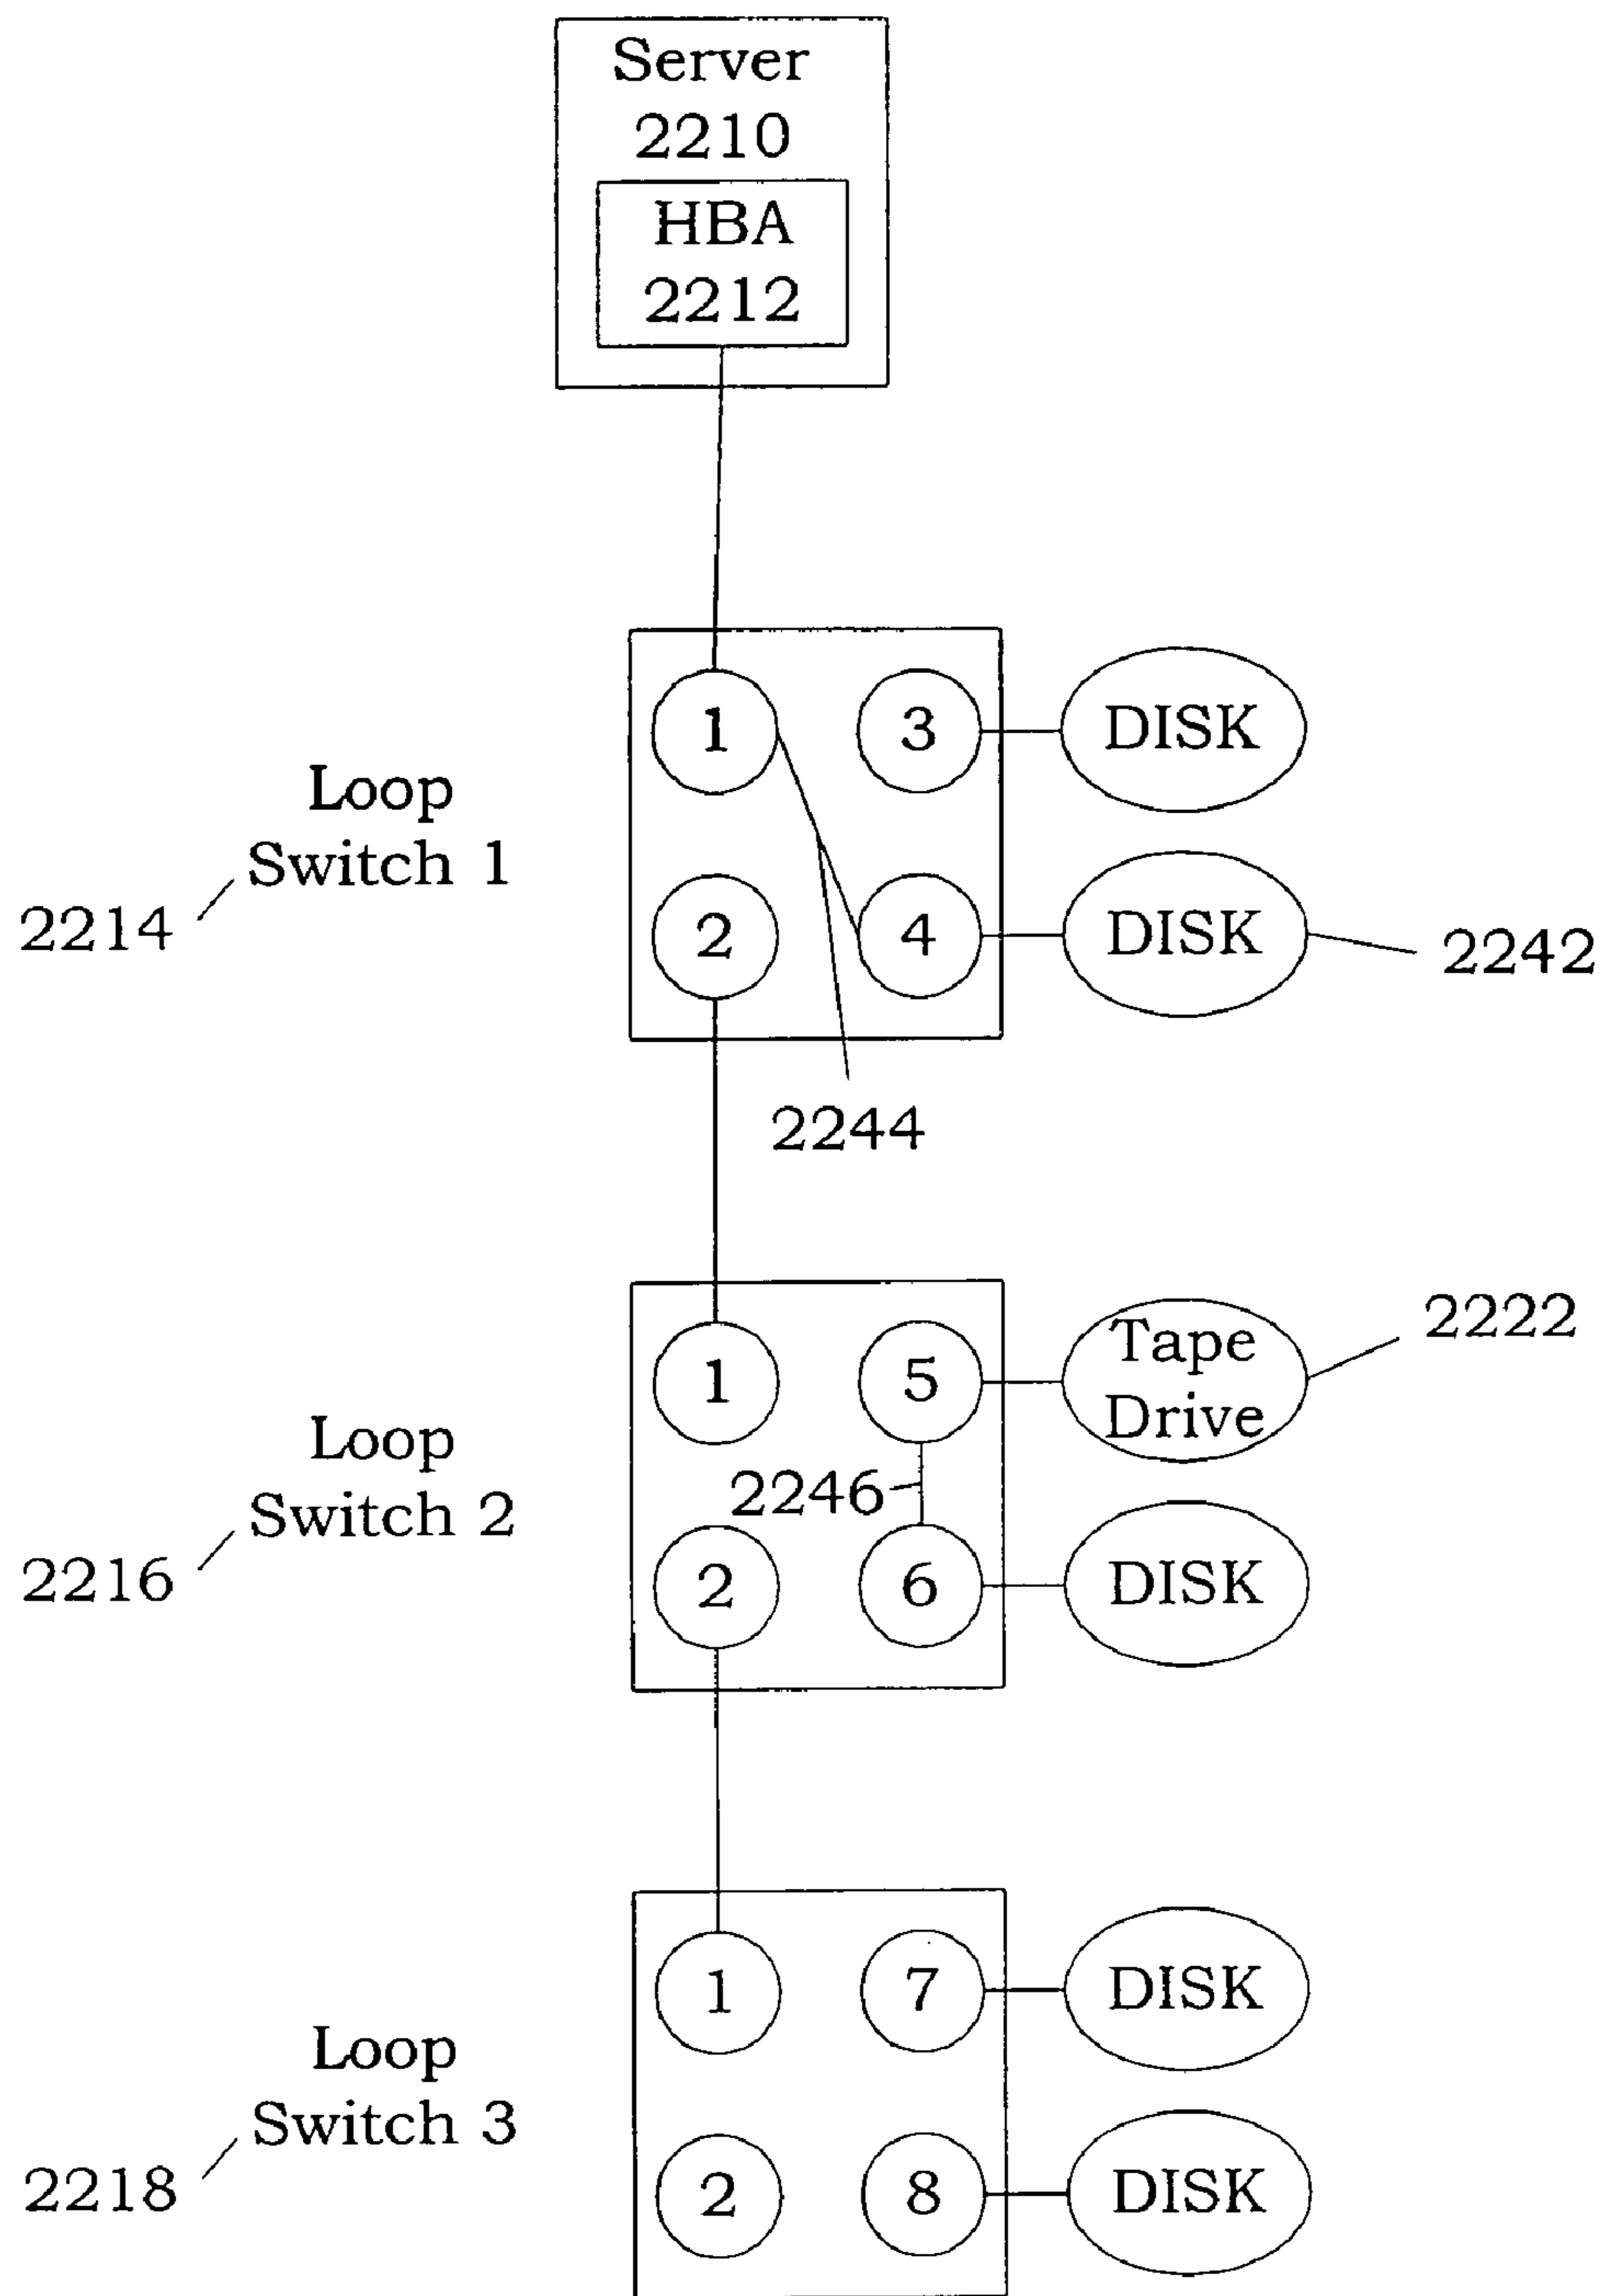 Server
2210
HBA
2212
1
3
DISK
Loop
Switch 1
2214
2
4
DISK
2242
2244
1
5
Tape
Drive
2222
Loop
Switch 2
2216
2246
2
6
DISK
1
7
DISK
Loop
Switch 3
2218
2
8
DISK